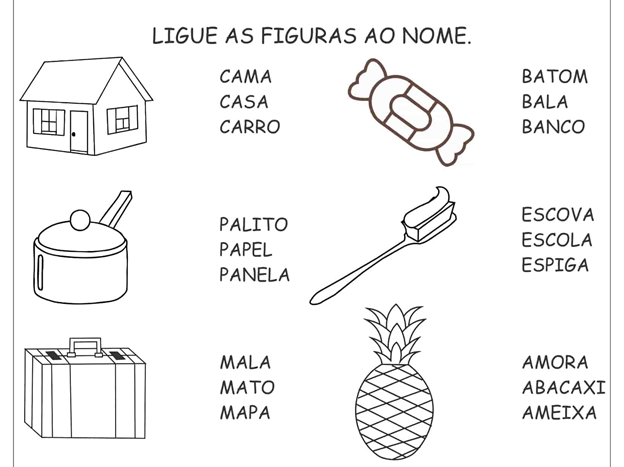 LIGUE AS FIGURAS AO NOME.
CAMA
CASA
CARRO
BATOM
BALA
BANCO
PALITO
PAPEL
PANELA
ESCOVA
ESCOLA
ESPIGA
MALA
MATO
MAPA
AMORA
ABACAXI
AMEIXA